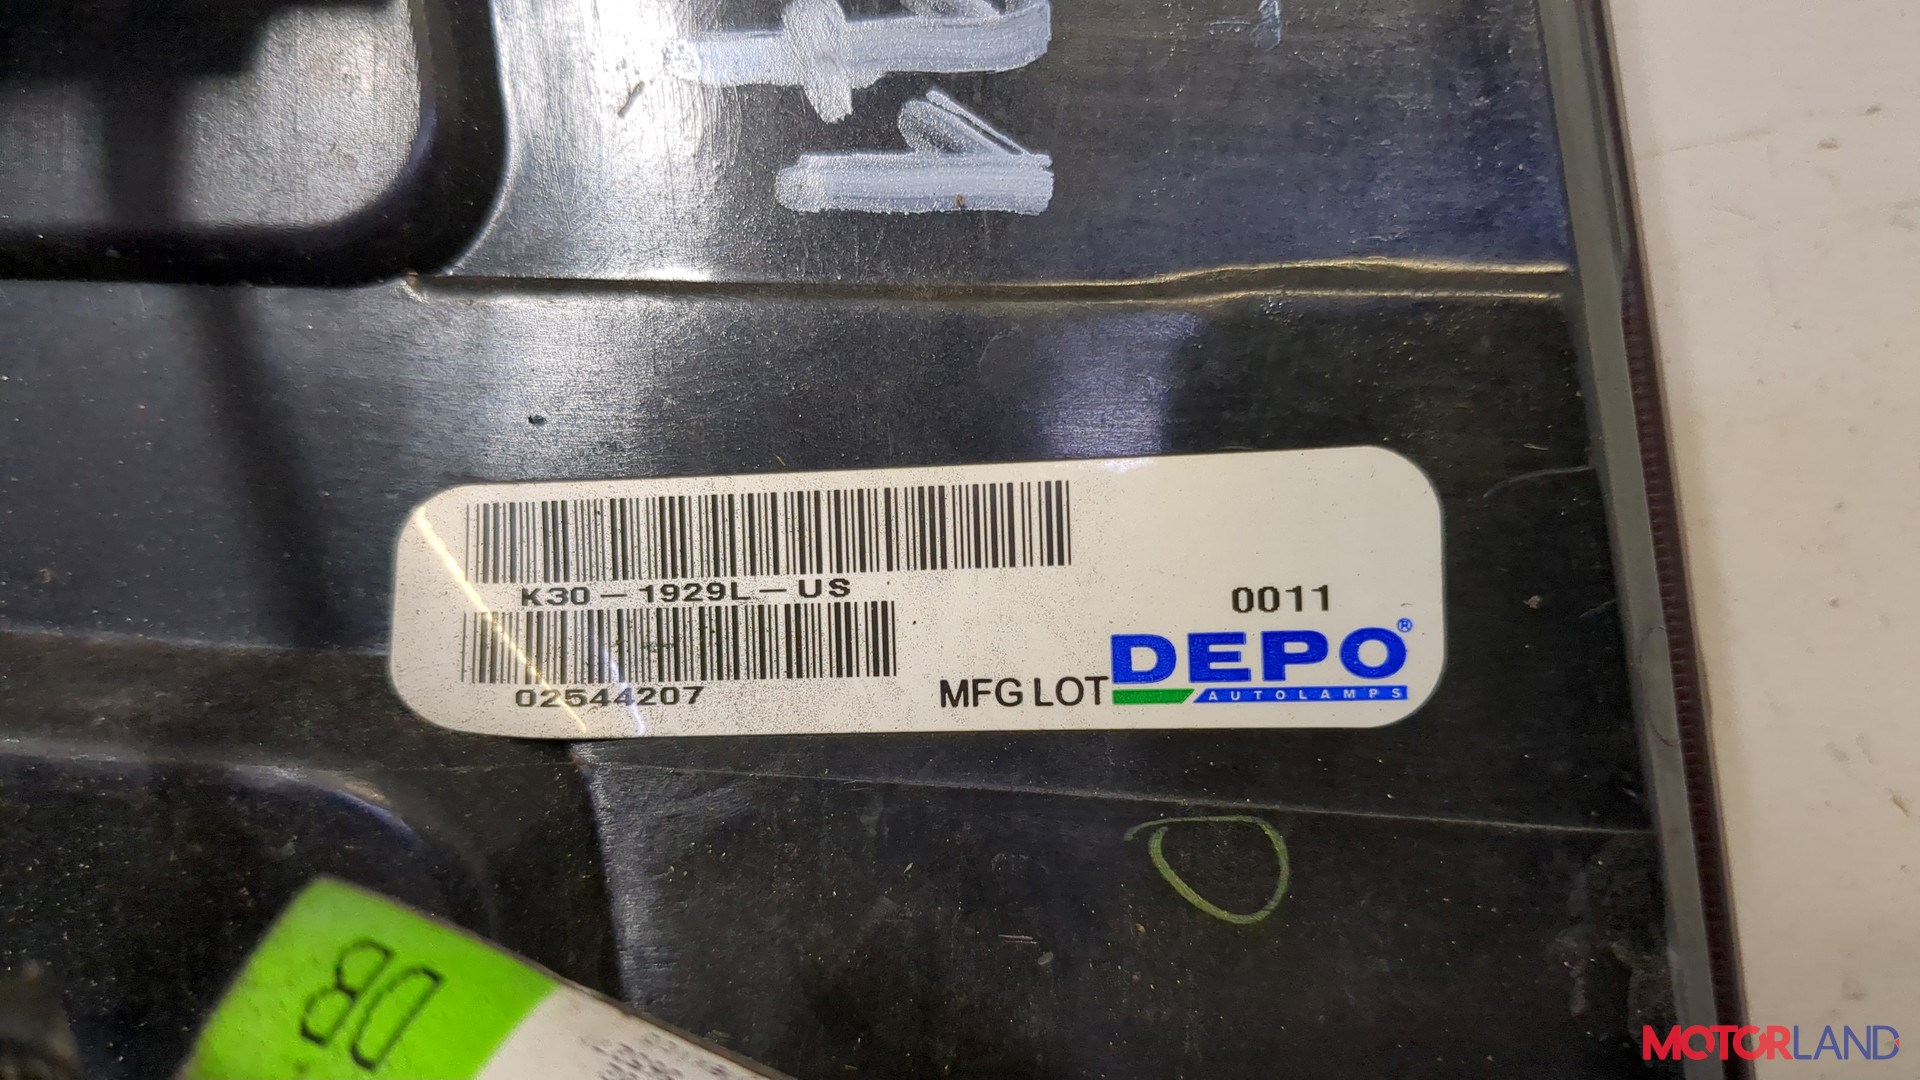 K30-1929L-US
0011
02544207
MFG LOT
DEPO®
AUTOLAMPS
DB
MOTORLAND